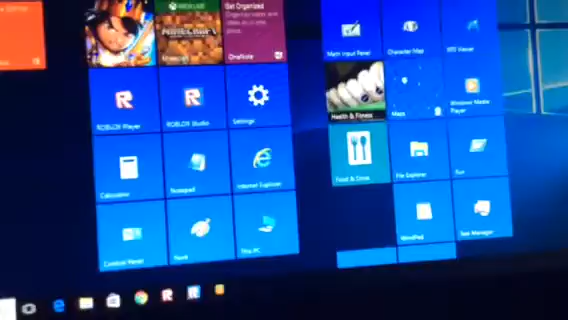 XBOX LIVE
Get Organized
OneNote
Minecraft
Math Input Panel
Character Map
XPS Viewer
ROBLOX Player
ROBLOX Studio
Settings
Health & Fitness
Maps
Windows Media
Player
Calculator
Notepad
Internet Explorer
Food & Drink
File Explorer
Run
Control Panel
Paint
This PC
WordPad
Task Manager